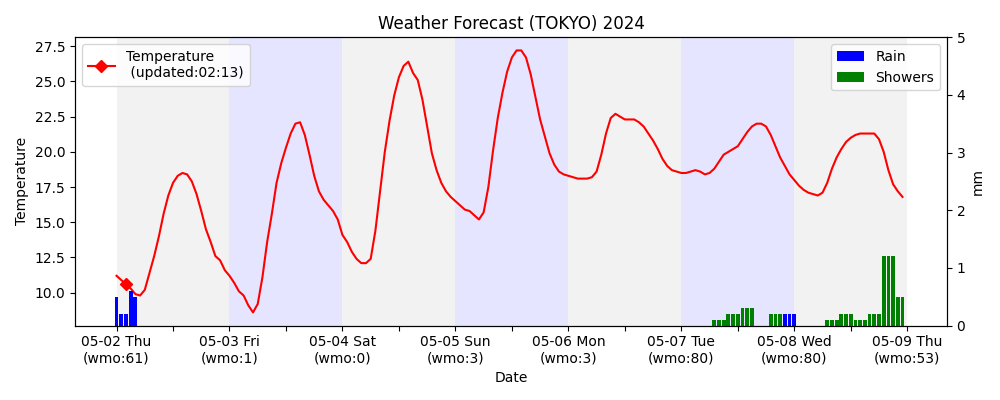 Weather Forecast (TOKYO) 2024
Temperature
(updated:02:13)
Rain
Showers
27.5
25.0
22.5
20.0
17.5
15.0
12.5
10.0
Temperature
5
4
3
2
1
0
mm
05-02 Thu
(wmo:61)
05-03 Fri
(wmo:1)
05-04 Sat
(wmo:0)
05-05 Sun
(wmo:3)
05-06 Mon
(wmo:3)
05-07 Tue
(wmo:80)
05-08 Wed
(wmo:80)
05-09 Thu
(wmo:53)
Date